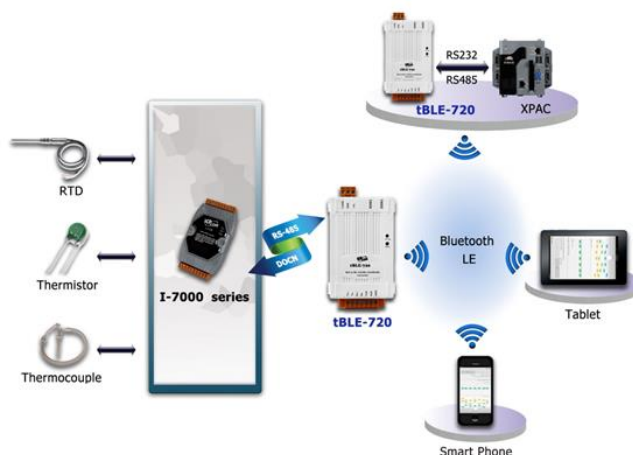 RS232
RS485
tBLE-720
XPAC
RTD
Thermistor
Thermocouple
I-7000 series
RS-485
DOCN
tBLE-720
Bluetooth
LE
Tablet
Smart Phone